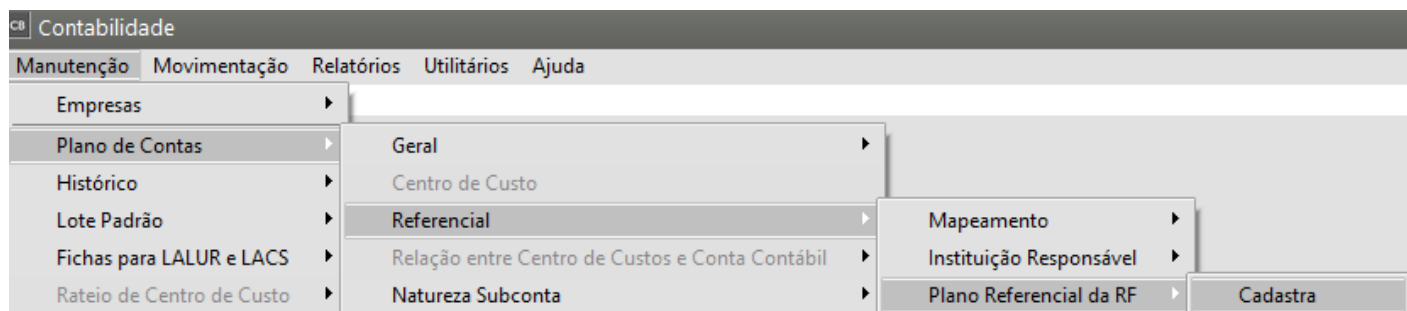 CB Contabilidade
Manutenção Movimentação Relatórios Utilitários Ajuda
Empresas
Plano de Contas Geral
Histórico Centro de Custo
Lote Padrão Referencial Mapeamento
Fichas para LALUR e LACS Relação entre Centro de Custos e Conta Contábil Instituição Responsável
Rateio de Centro de Custo Natureza Subconta Plano Referencial da RF Cadastra